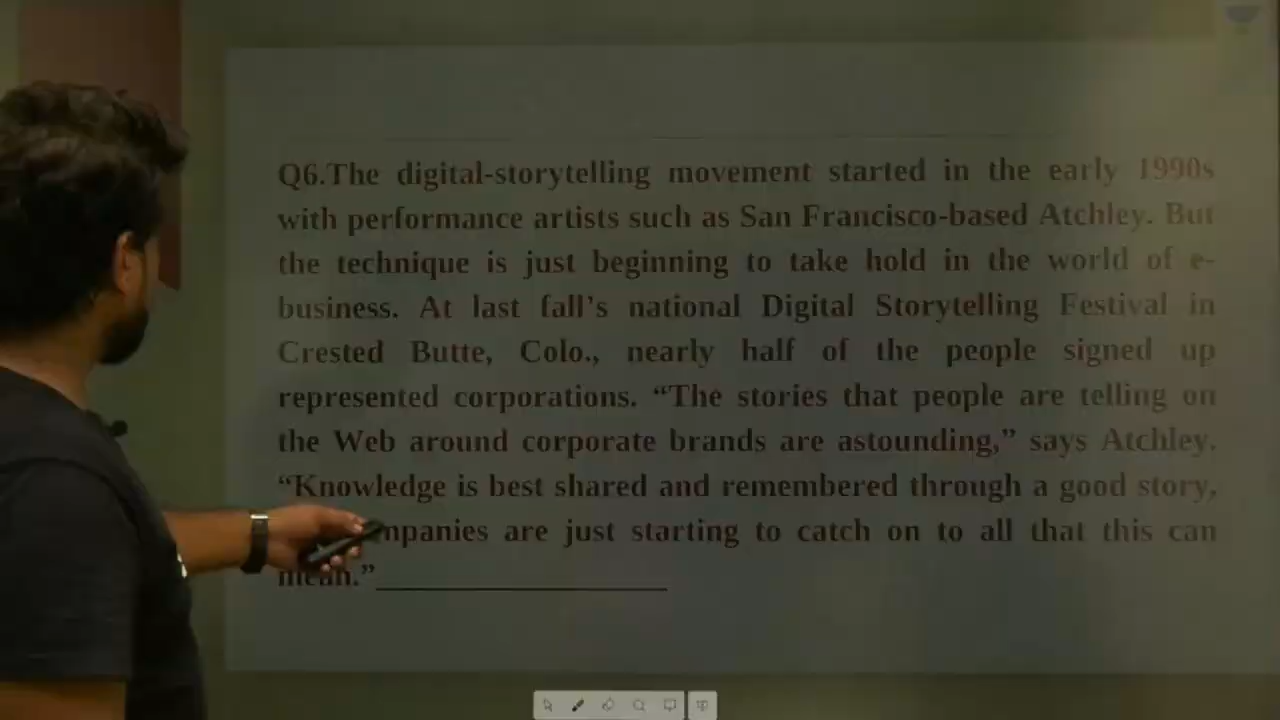 Q6.The digital-storytelling movement started in the early 1990s
with performance artists such as San Francisco-based Atchley. But
the technique is just beginning to take hold in the world of e-
business. At last fall’s national Digital Storytelling Festival in
Crested Butte, Colo., nearly half of the people signed up
represented corporations. “The stories that people are telling on
the Web around corporate brands are astounding,” says Atchley.
“Knowledge is best shared and remembered through a good story,
are just starting to catch on to all that this can
mean.”